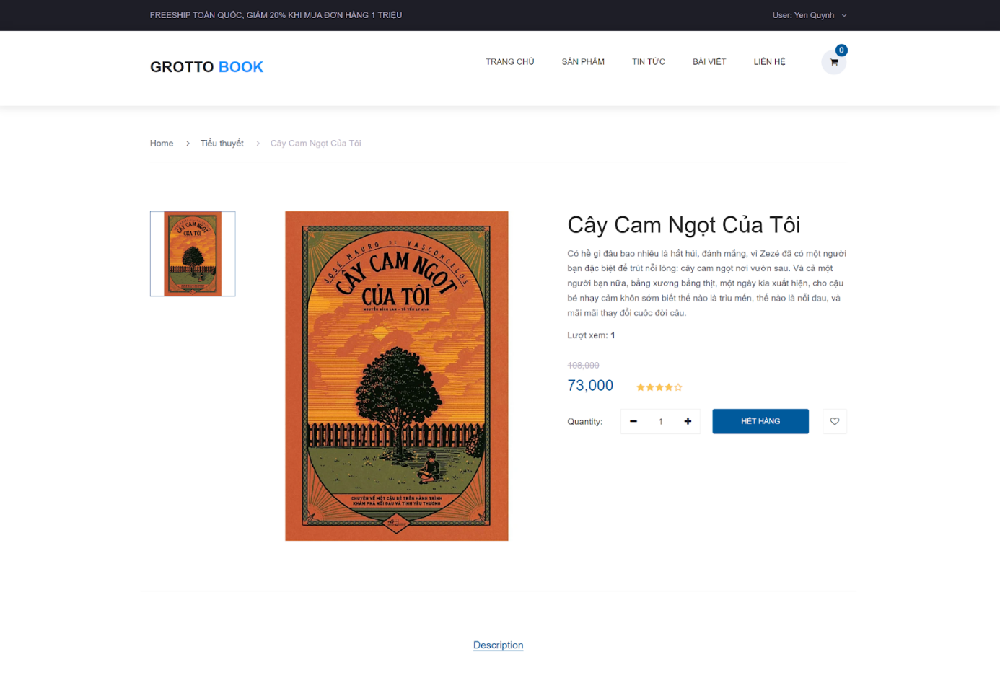 FREESHIP TOÀN QUỐC, GIẢM 20% KHI MUA ĐƠN HÀNG 1 TRIỆU
User: Yen Quynh
GROTTO BOOK
TRANG CHỦ
SẢN PHẨM
TIN TỨC
BÀI VIẾT
LIÊN HỆ
0
Home > Tiểu thuyết > Cây Cam Ngọt Của Tôi
CÂY CAM NGỌT
CỦA TÔI
JOSÉ MAURO DE VASCONCELOS
CÂY CAM NGỌT
CỦA TÔI
NGUYỄN BÍCH LAN - TÔ YẾN LY dịch
CHUYỆN VỀ MỘT CẬU BÉ TRÊN HÀNH TRÌNH
KHÁM PHÁ NỖI ĐAU VÀ TÌNH YÊU THƯƠNG
Cây Cam Ngọt Của Tôi
Có hề gì đâu bao nhiêu là hắt hủi, đánh mắng, vì Zezé đã có một người
bạn đặc biệt để trút nỗi lòng: cây cam ngọt nơi vườn sau. Và cả một
người bạn nữa, bằng xương bằng thịt, một ngày kia xuất hiện, cho cậu
bé nhạy cảm khôn sớm biết thế nào là trìu mến, thế nào là nỗi đau, và
mãi mãi thay đổi cuộc đời cậu.
Lượt xem: 1
108,000
73,000
Quantity:
1
HẾT HÀNG
Description